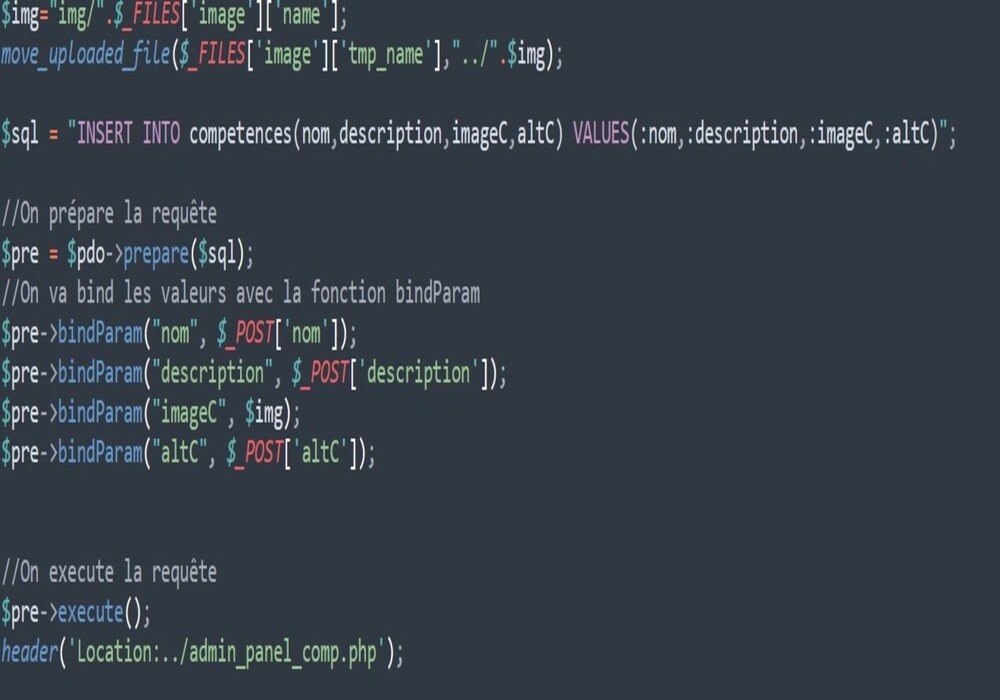 $img="img/".$_FILES['image']['name'];
move_uploaded_file($_FILES['image']['tmp_name'],"../".$img);
$sql = "INSERT INTO competences(nom,description,imageC,altC) VALUES(:nom,:description,:imageC,:altC)";
//On prépare la requête
$pre = $pdo->prepare($sql);
//On va bind les valeurs avec la fonction bindParam
$pre->bindParam("nom", $_POST['nom']);
$pre->bindParam("description", $_POST['description']);
$pre->bindParam("imageC", $img);
$pre->bindParam("altC", $_POST['altC']);
//On execute la requête
$pre->execute();
header('Location:../admin_panel_comp.php');